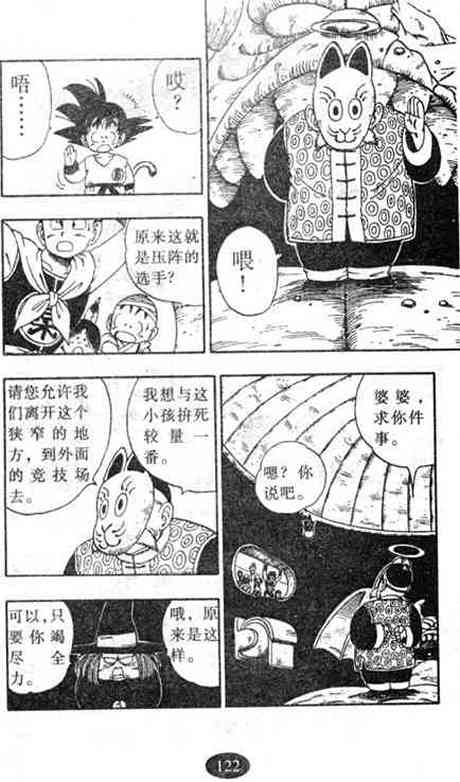 喂！
哎？
唔……
原来这就
是压阵的
选手？
婆婆，
求你件
事。
嗯？你
说吧。
我想与这
小孩拚死
较量一
番。
请您允许我
们离开这个
狭窄的地
方，到外面
的竞技场
去。
哦，原
来是这
样。
可以，只
要你竭
尽全
力。
122